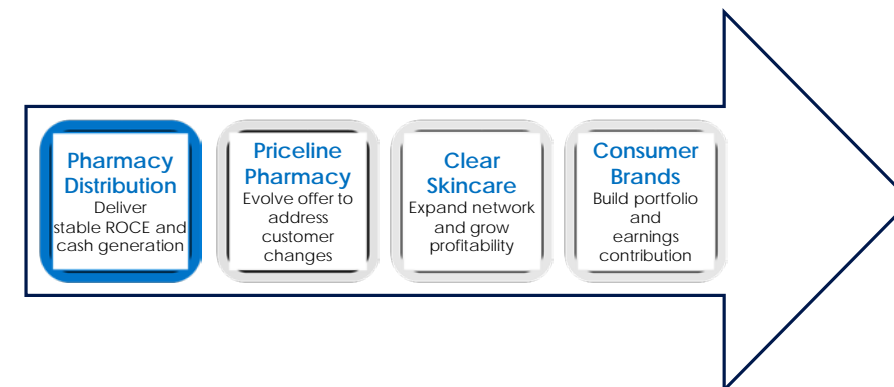 Pharmacy
Distribution
Deliver
stable ROCE and
cash generation
Priceline
Pharmacy
Evolve offer to
address
customer
changes
Clear
Skincare
Expand network
and grow
profitability
Consumer
Brands
Build portfolio
and
earnings
contribution